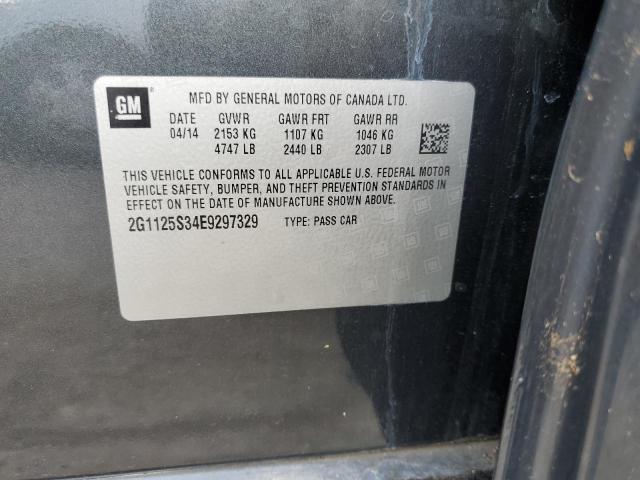 GM
MFD BY GENERAL MOTORS OF CANADA LTD.
DATE GVWR GAWR FRT GAWR RR
04/14 2153 KG 1107 KG 1046 KG
4747 LB 2440 LB 2307 LB
THIS VEHICLE CONFORMS TO ALL APPLICABLE U.S. FEDERAL MOTOR
VEHICLE SAFETY, BUMPER, AND THEFT PREVENTION STANDARDS IN
EFFECT ON THE DATE OF MANUFACTURE SHOWN ABOVE.
2G1125S34E9297329 TYPE: PASS CAR